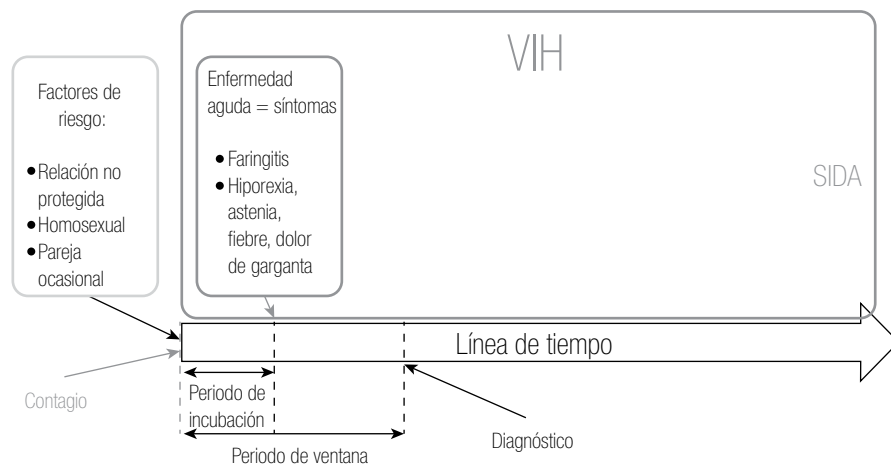 VIH
Factores de
riesgo:
● Relación no
protegida
● Homosexual
● Pareja
ocasional
Enfermedad
aguda = síntomas
● Faringitis
● Hiporexia,
astenia,
fiebre, dolor
de garganta
SIDA
Línea de tiempo
Contagio
Periodo de
incubación
Periodo de ventana
Diagnóstico